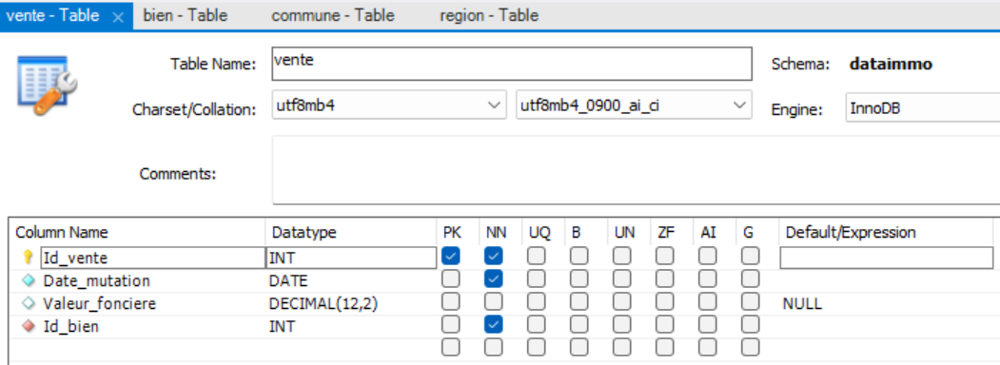 vente - Table × bien - Table commune - Table region - Table
Table Name: vente Schema: dataimmo
Charset/Collation: utf8mb4 utf8mb4_0900_ai_ci Engine: InnoDB
Comments:
Column Name Datatype PK NN UQ B UN ZF AI G Default/Expression
Id_vente INT
Date_mutation DATE
Valeur_fonciere DECIMAL(12,2) NULL
Id_bien INT